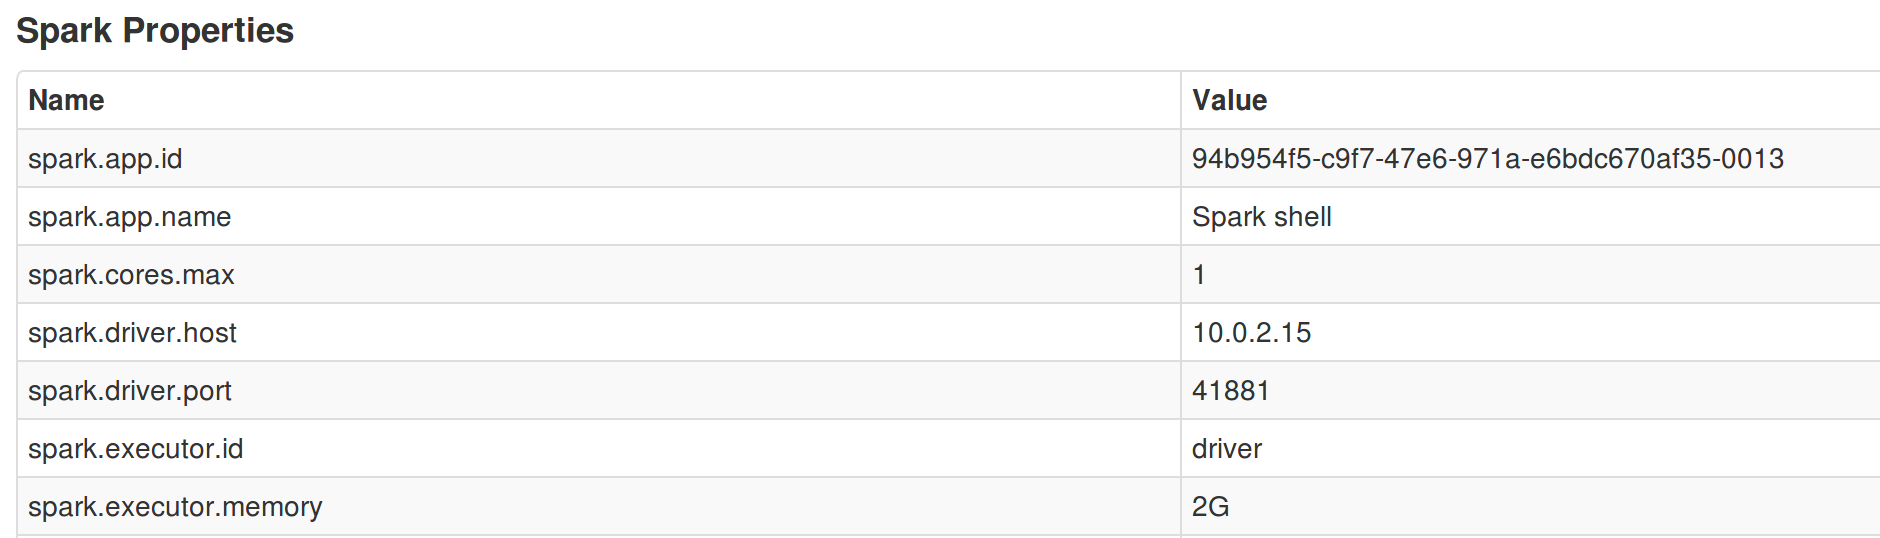 Spark Properties
Name Value
spark.app.id 94b954f5-c9f7-47e6-971a-e6bdc670af35-0013
spark.app.name Spark shell
spark.cores.max 1
spark.driver.host 10.0.2.15
spark.driver.port 41881
spark.executor.id driver
spark.executor.memory 2G